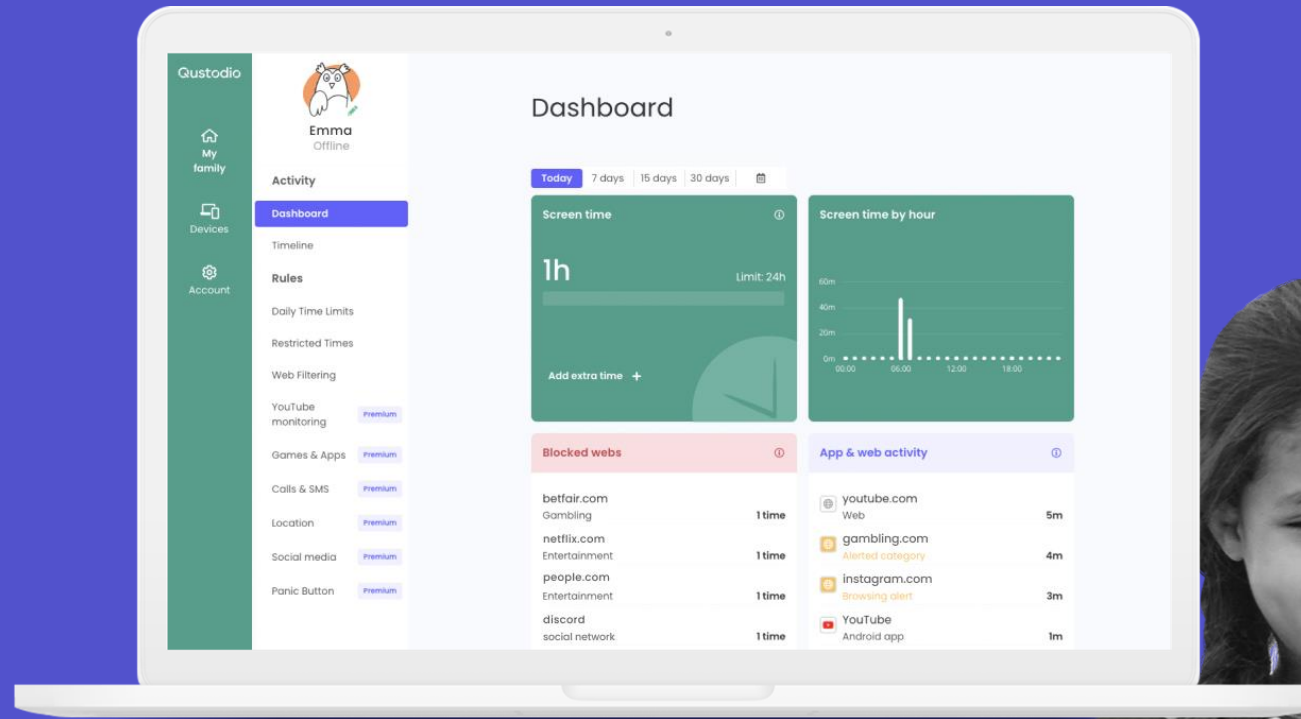 Qustodio
My
family
Devices
Account
Emma
Offline
Activity
Dashboard
Timeline
Rules
Daily Time Limits
Restricted Times
Web Filtering
YouTube
monitoring
Premium
Games & Apps Premium
Calls & SMS Premium
Location Premium
Social media Premium
Panic Button Premium
Dashboard
Today 7 days 15 days 30 days
Screen time
1h
Limit: 24h
Add extra time +
Screen time by hour
60m
40m
20m
0m
00:00 06:00 12:00 18:00
Blocked webs
betfair.com
Gambling 1 time
netflix.com
Entertainment 1 time
people.com
Entertainment 1 time
discord
social network 1 time
App & web activity
youtube.com
Web 5m
gambling.com
Alerted category 4m
instagram.com
Browsing alert 3m
YouTube
Android app 1m